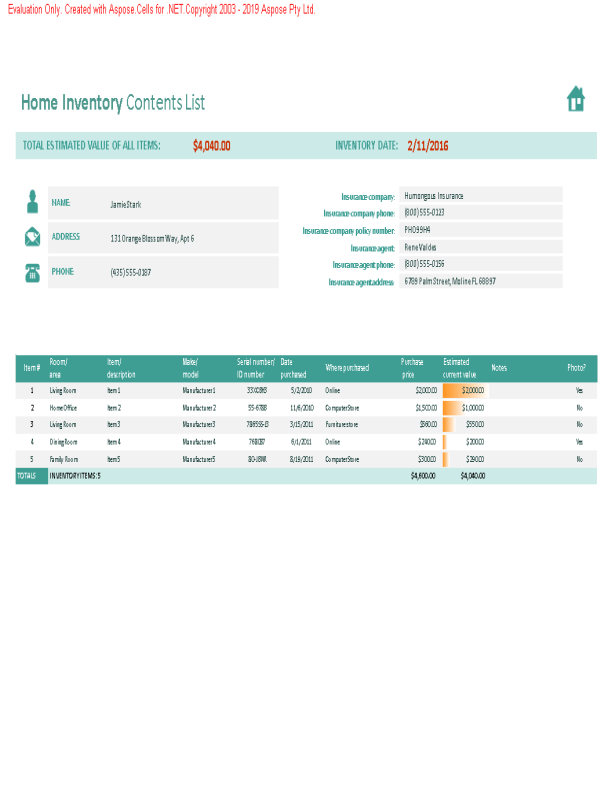 Evaluation Only. Created with Aspose.Cells for .NET.Copyright 2003 - 2019 Aspose Pty Ltd.
Home Inventory Contents List
TOTAL ESTIMATED VALUE OF ALL ITEMS: $4,040.00 INVENTORY DATE: 2/11/2016
NAME: Jamie Stark
ADDRESS: 131 Orange Blossom Way, Apt 6
PHONE: (435) 555-0187
Insurance company: Humongous Insurance
Insurance company phone: (800) 555-0123
Insurance company policy number: PHO99H4
Insurance agent: Rene Valdes
Insurance agent phone: (800) 555-0156
Insurance agent address: 6789 Palm Street, Moline FL 68897
Item # Room/ area Item/ description Make/ model Serial number/ ID number Date purchased Where purchased Purchase price Estimated current value Notes Photo?
1 Living Room Item 1 Manufacturer 1 5/2/2010 Online $2,000.00 $2,000.00 Yes
2 Home Office Item 2 Manufacturer 2 55-6788 11/6/2010 Computer Store $1,500.00 $1,000.00 No
3 Living Room Item 3 Manufacturer 3 3/15/2011 Furniture store $550.00 No
4 Dining Room Item 4 Manufacturer 4 6/1/2011 Online $240.00 $200.00 Yes
5 Family Room Item 5 Manufacturer 5 8/19/2011 Computer Store $300.00 $290.00 No
TOTALS INVENTORY ITEMS: 5 $4,600.00 $4,040.00